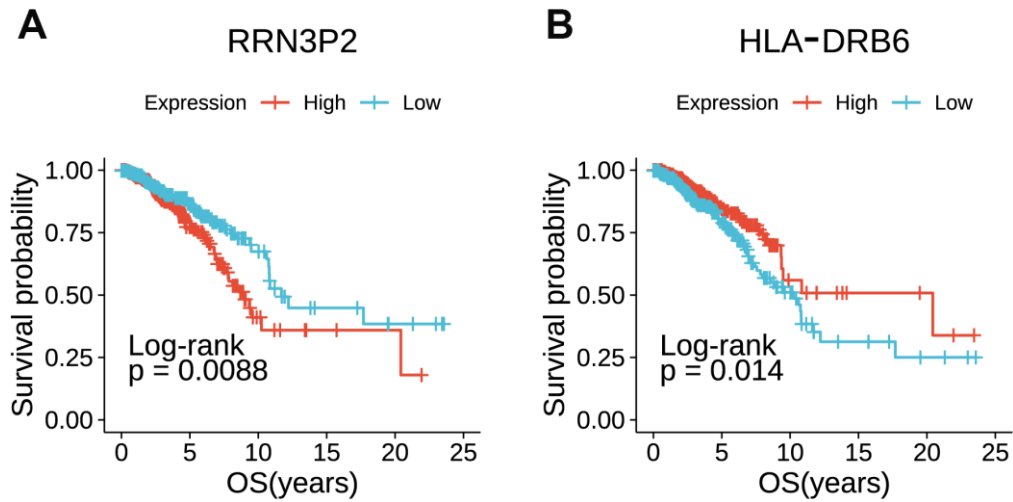 A
RRN3P2
Expression High Low
Survival probability
1.00
0.75
0.50
0.25
0.00
Log-rank
p = 0.0088
0 5 10 15 20 25
OS(years)
B
HLA-DRB6
Expression High Low
Survival probability
1.00
0.75
0.50
0.25
0.00
Log-rank
p = 0.014
0 5 10 15 20 25
OS(years)